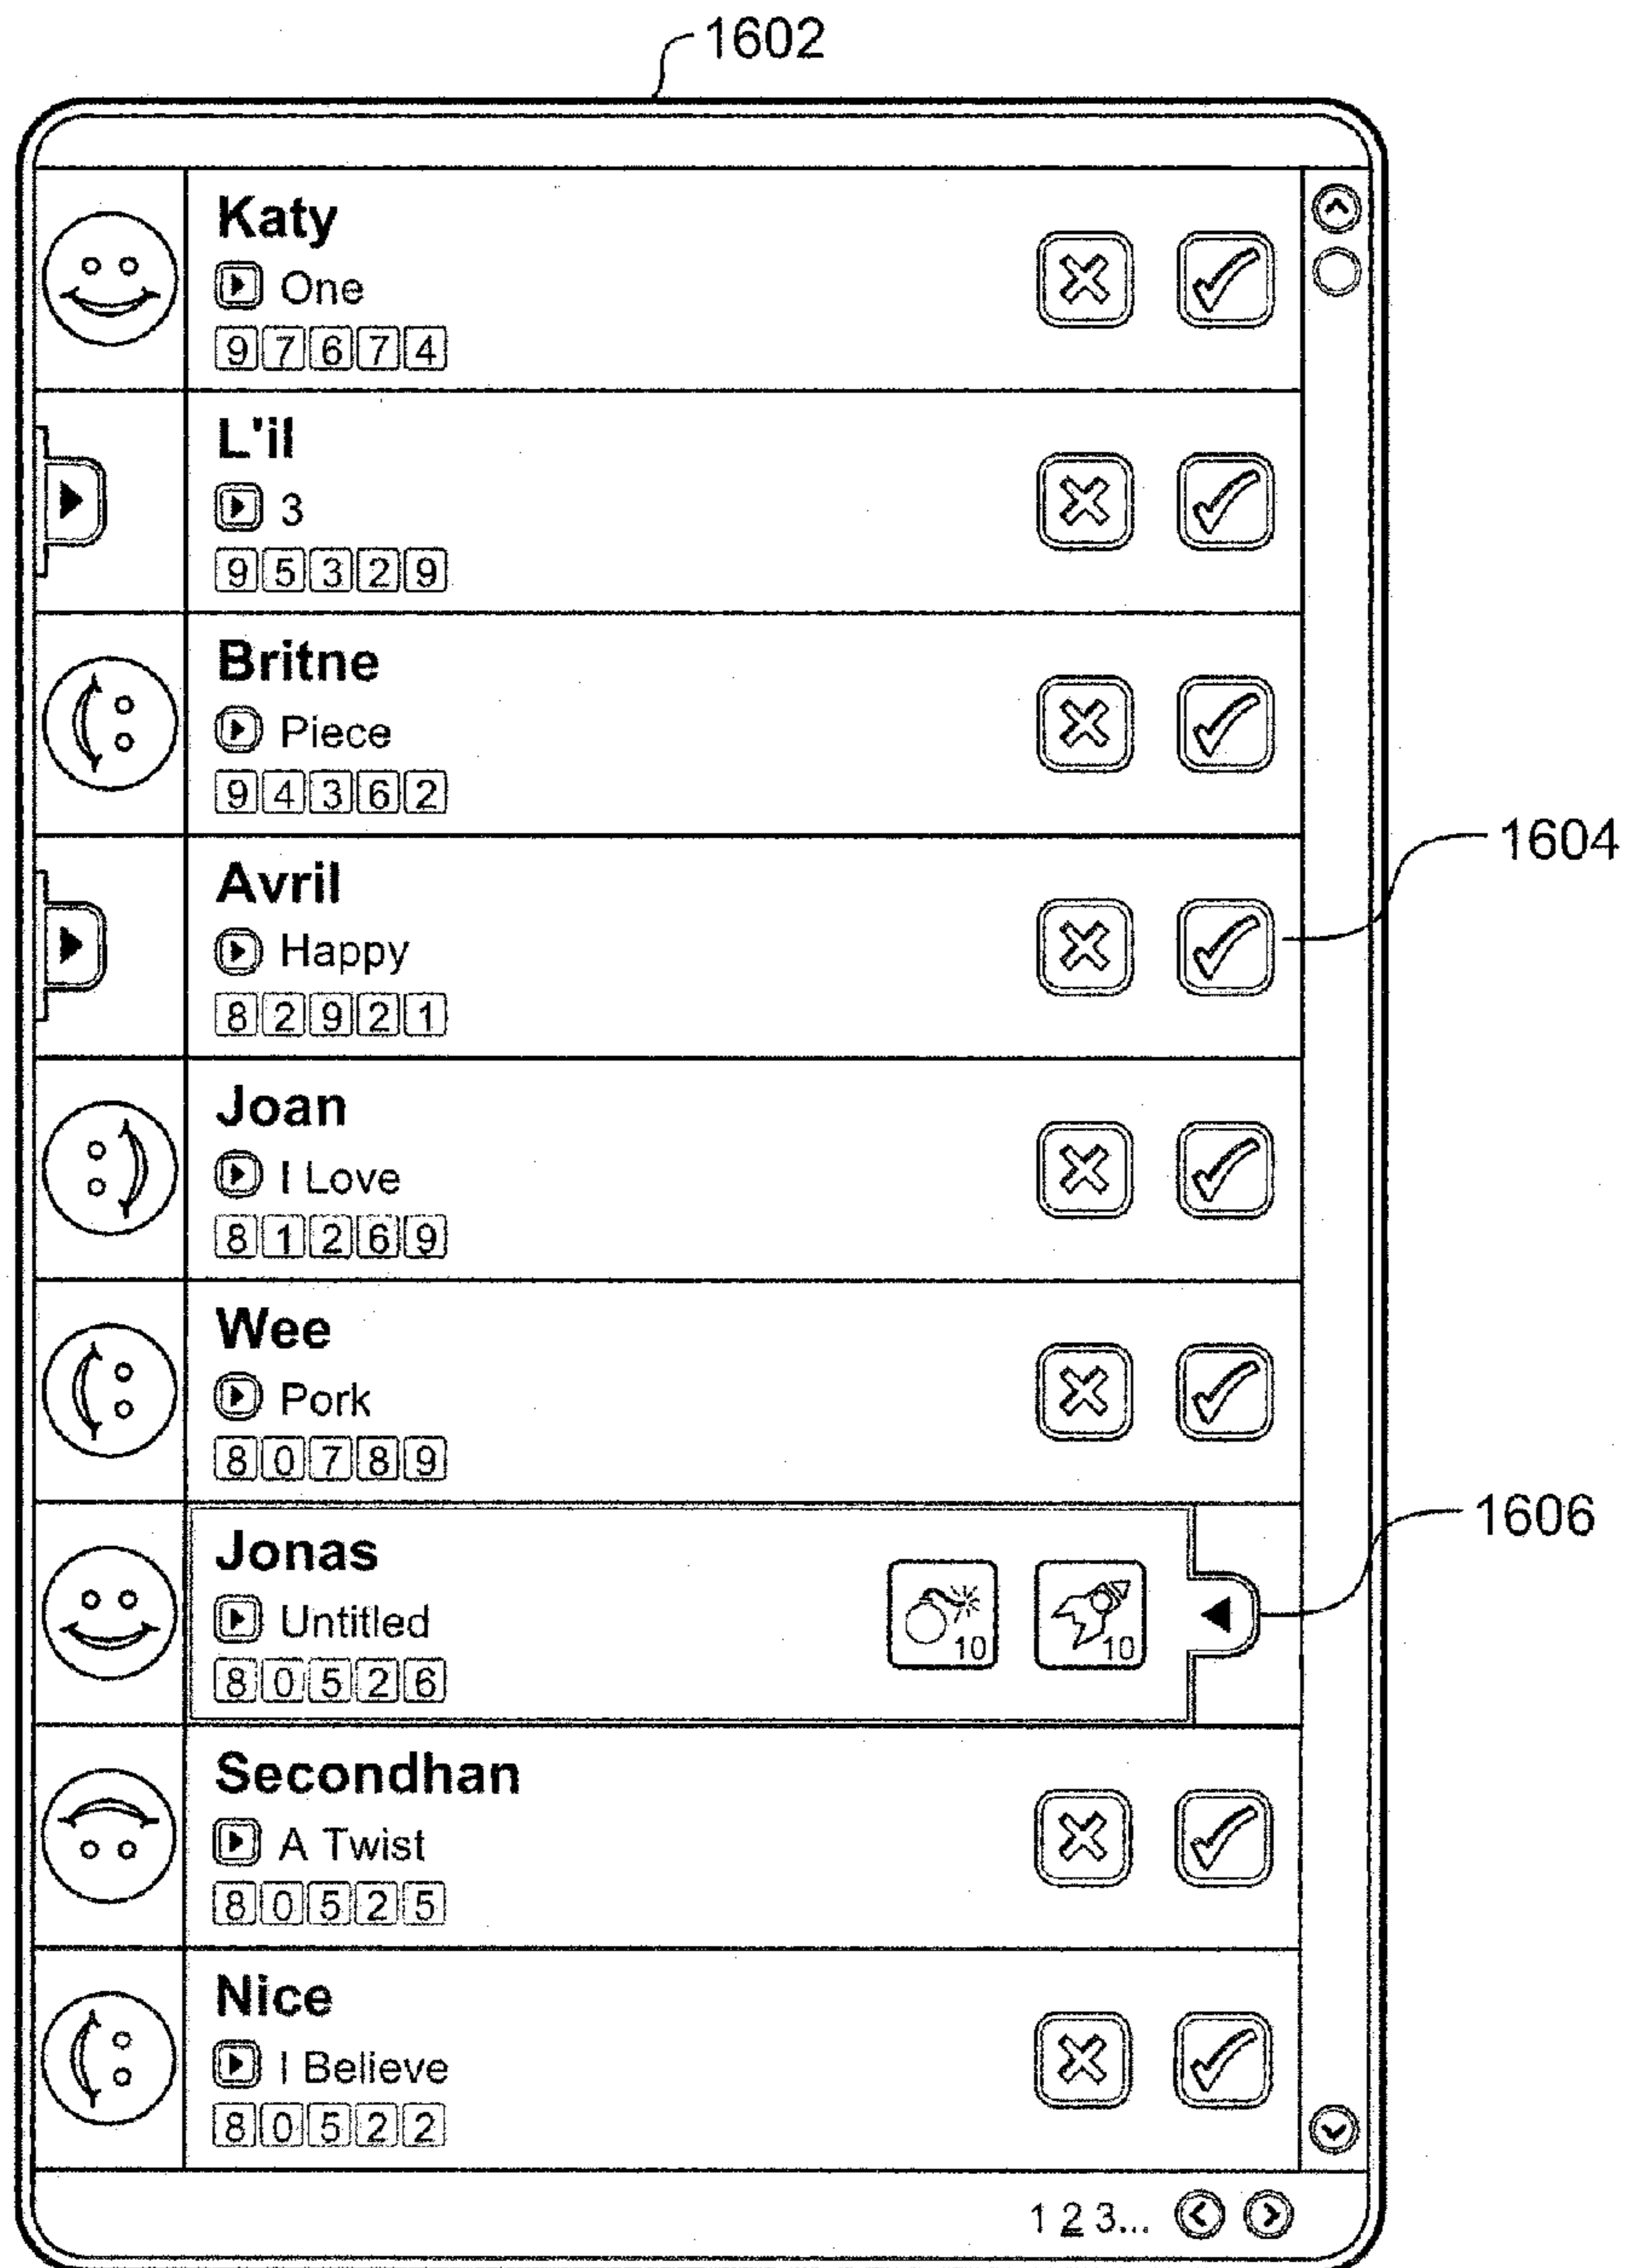 1602
Katy
One
97674
L'il
3
95329
Britne
Piece
94362
1604
Avril
Happy
82921
Joan
I Love
81269
Wee
Pork
80789
1606
Jonas
Untitled
10 10
80526
Secondhan
A Twist
80525
Nice
I Believe
80522
1 2 3...